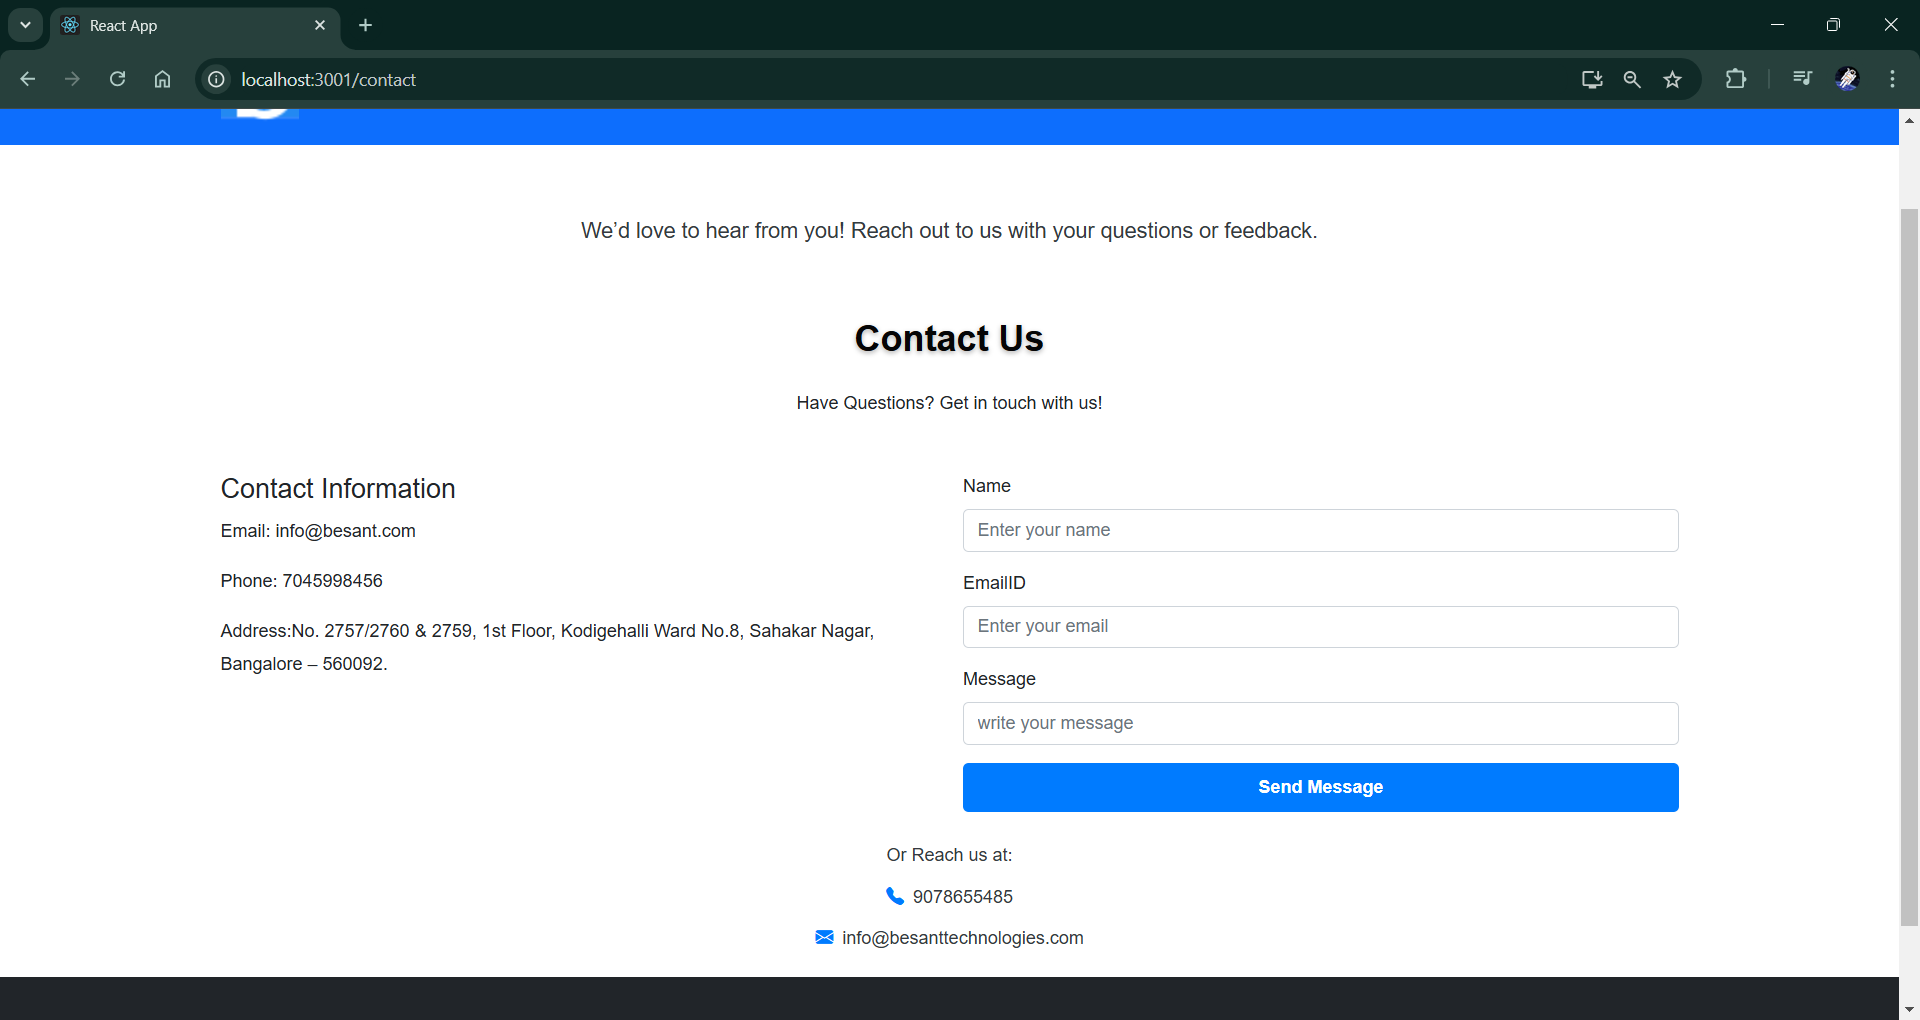 React App
localhost:3001/contact
We’d love to hear from you! Reach out to us with your questions or feedback.
Contact Us
Have Questions? Get in touch with us!
Contact Information
Email: info@besant.com
Phone: 7045998456
Address:No. 2757/2760 & 2759, 1st Floor, Kodigehalli Ward No.8, Sahakar Nagar,
Bangalore – 560092.
Name
Enter your name
EmailID
Enter your email
Message
write your message
Send Message
Or Reach us at:
9078655485
info@besanttechnologies.com